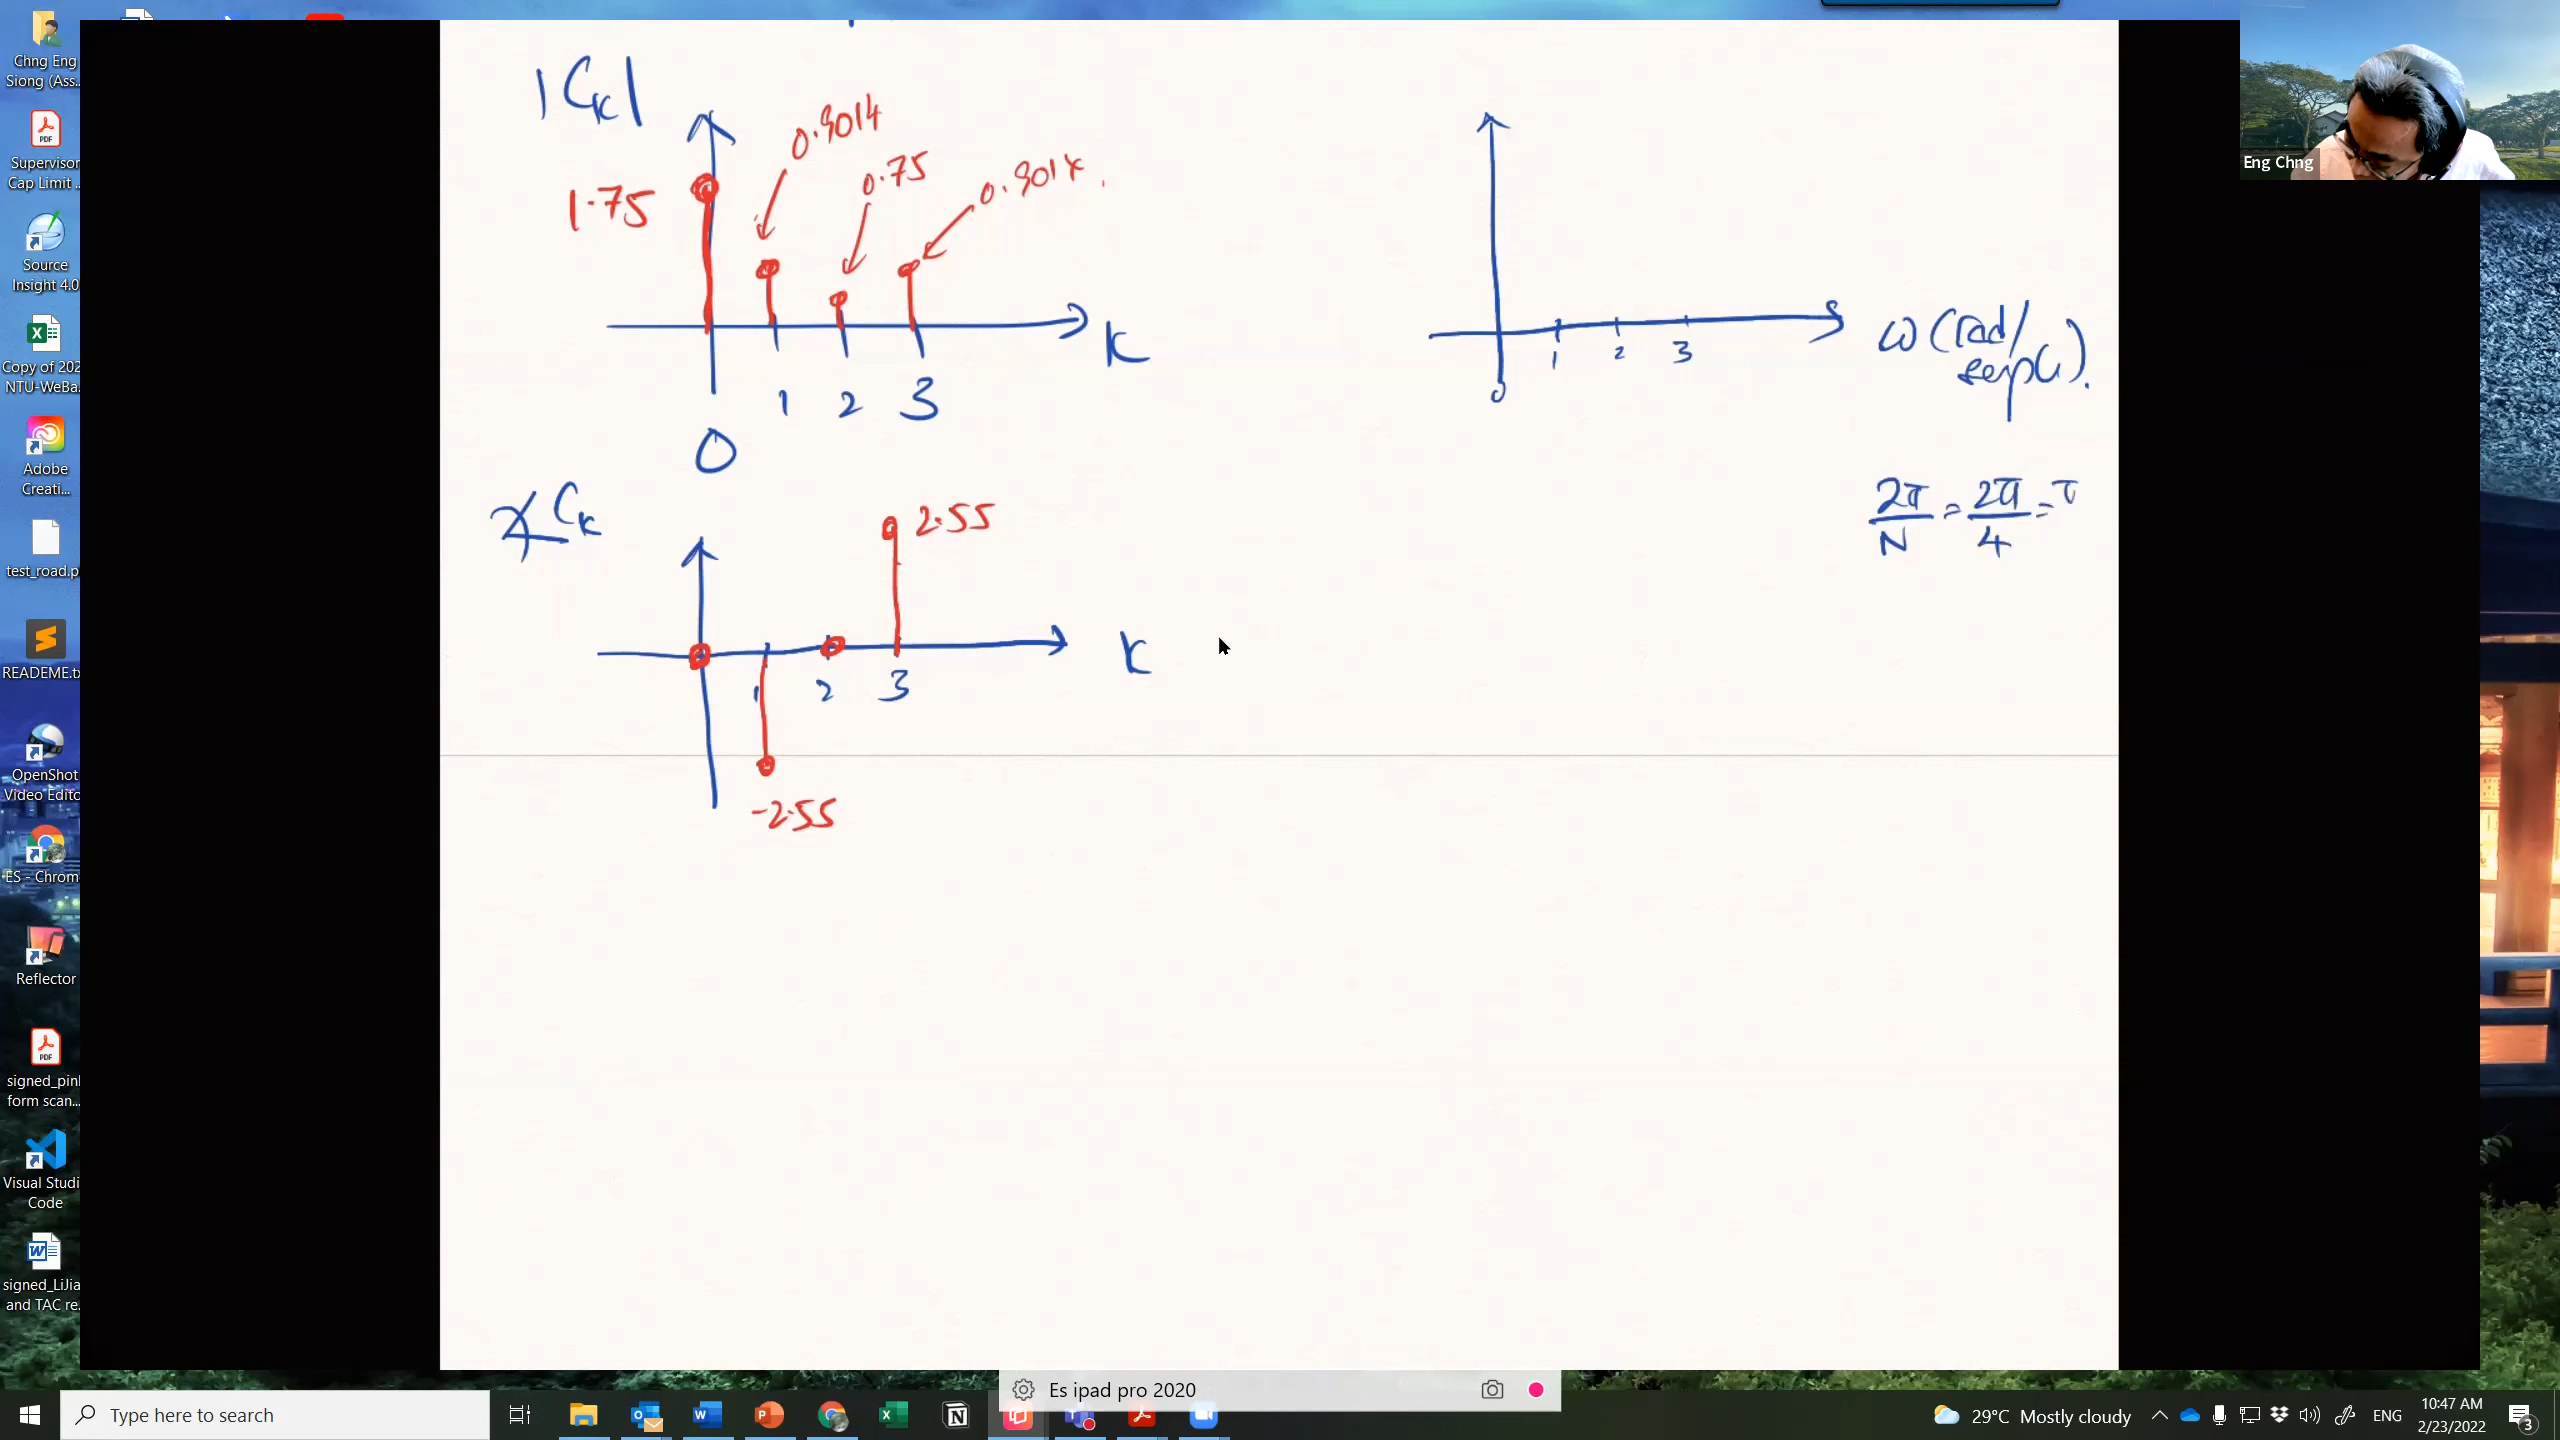 Chng Eng
Siong (Ass...
Supervisor
Cap Limit ...
Source
Insight 4.0
Copy of 202
NTU-WeBa...
Adobe
Creati...
test_road.p
READEME.tx
OpenShot
Video Edito
ES - Chrom
Reflector
signed_pinl
form scan...
Visual Studi
Code
signed_LiJia
and TAC re...
|Ck|
1.75
0.9014
0.75
0.901
K
0
1
2
3
∡Ck
2.55
-2.55
K
1
2
3
0
1
2
3
ω (rad/
2π/N = 2π/4 = π
Eng Chng
Es ipad pro 2020
Type here to search
29°C Mostly cloudy
ENG
10:47 AM
2/23/2022
3